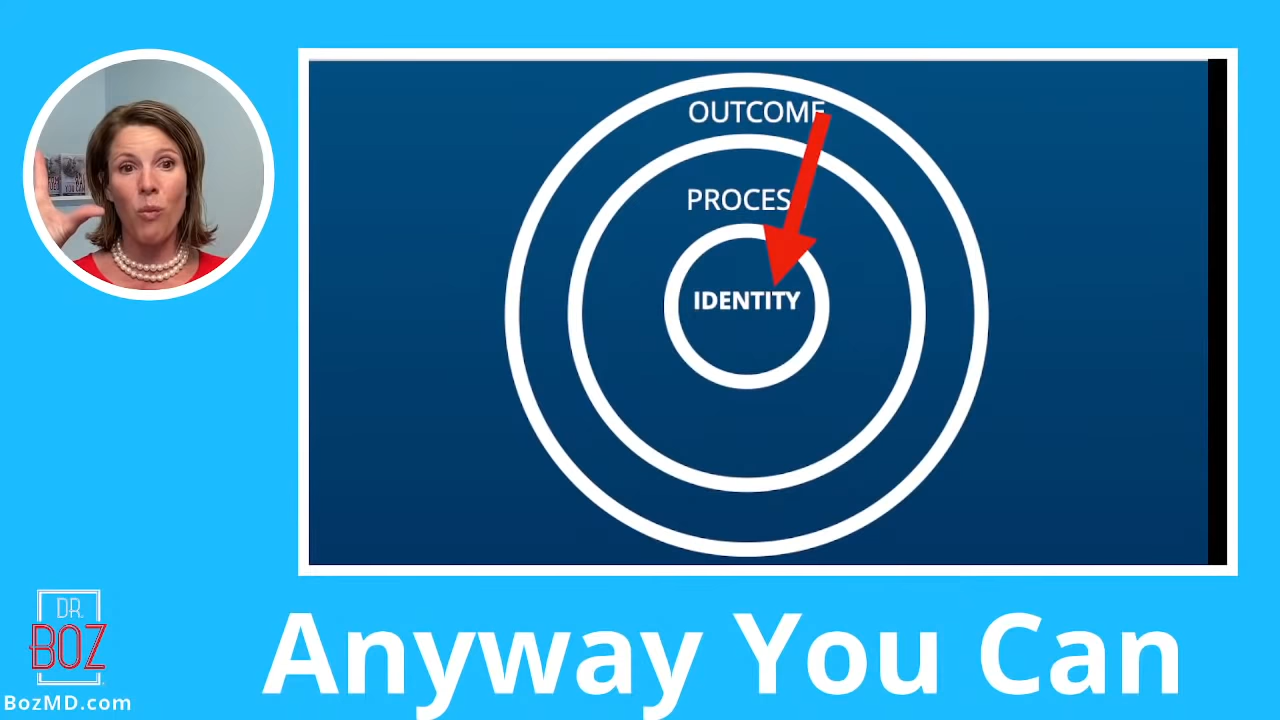 OUTCOME
PROCES
IDENTITY
DR.
BOZ
BozMD.com
Anyway You Can